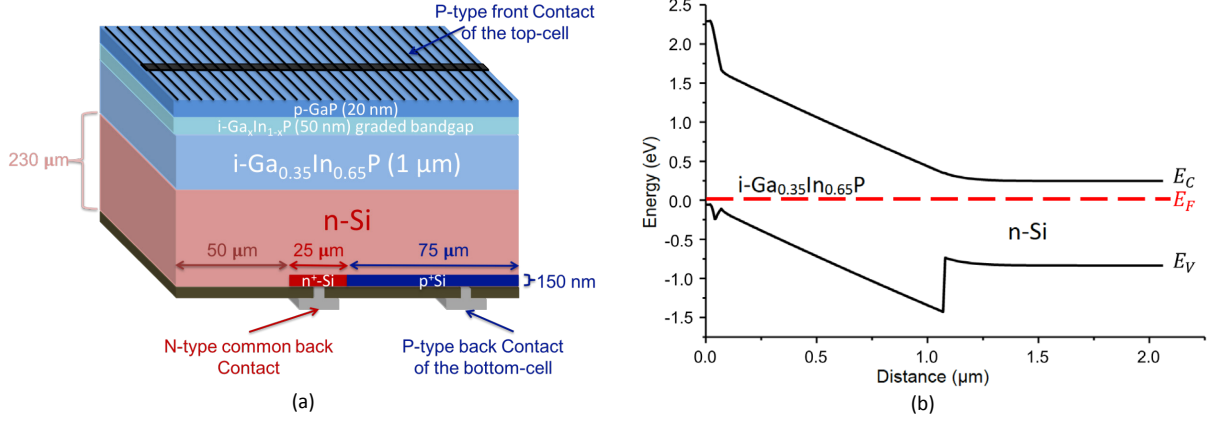 P-type front Contact
of the top-cell
p-GaP (20 nm)
i-GaₓIn₁₋ₓP (50 nm) graded bandgap
230 µm
i-Ga₀.₃₅In₀.₆₅P (1 µm)
n-Si
50 µm
25 µm
75 µm
n⁺-Si
p⁺Si
150 nm
N-type common back
Contact
P-type back Contact
of the bottom-cell
(a)
2.5
2.0
1.5
1.0
0.5
0.0
-0.5
-1.0
-1.5
Energy (eV)
i-Ga₀.₃₅In₀.₆₅P
n-Si
E_C
E_F
E_V
0.0
0.5
1.0
1.5
2.0
Distance (µm)
(b)